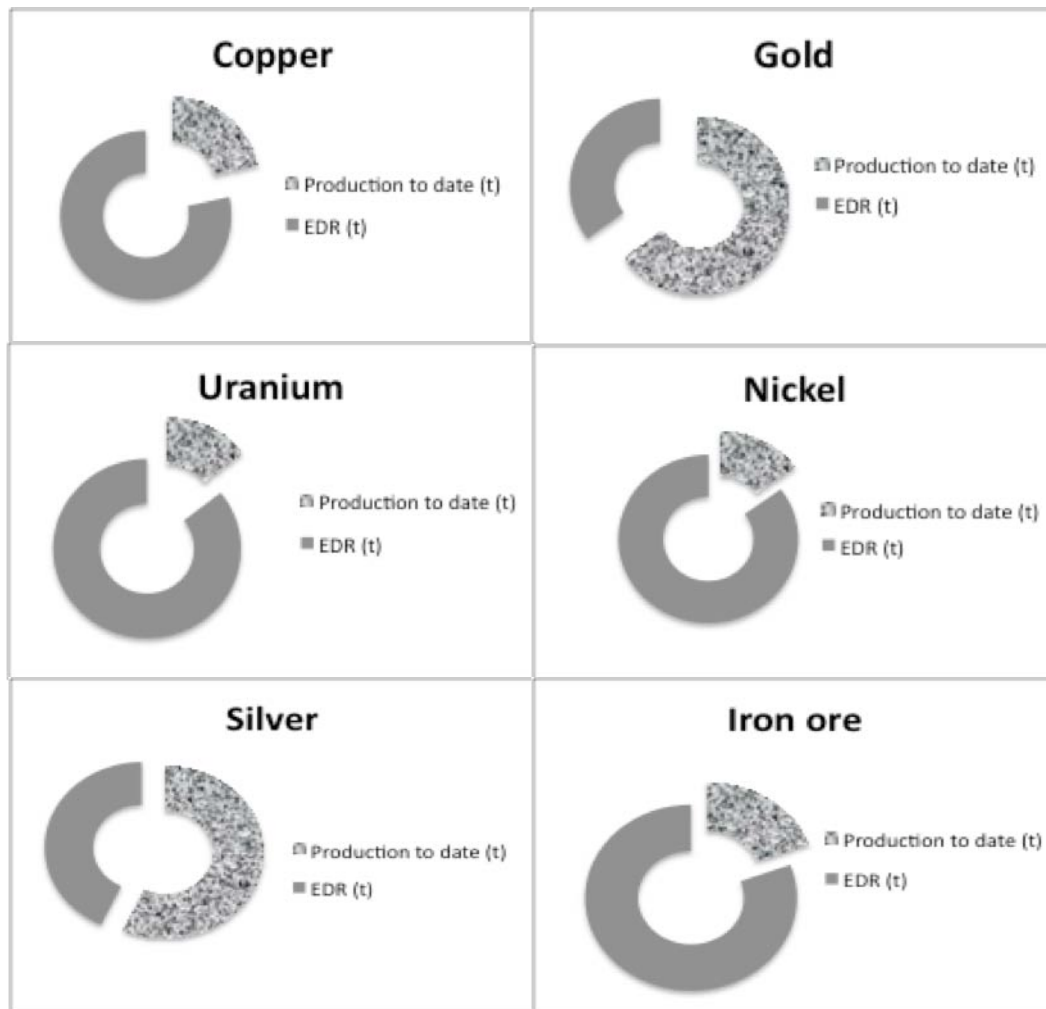 Copper
Production to date (t)
EDR (t)
Gold
Production to date (t)
EDR (t)
Uranium
Production to date (t)
EDR (t)
Nickel
Production to date (t)
EDR (t)
Silver
Production to date (t)
EDR (t)
Iron ore
Production to date (t)
EDR (t)